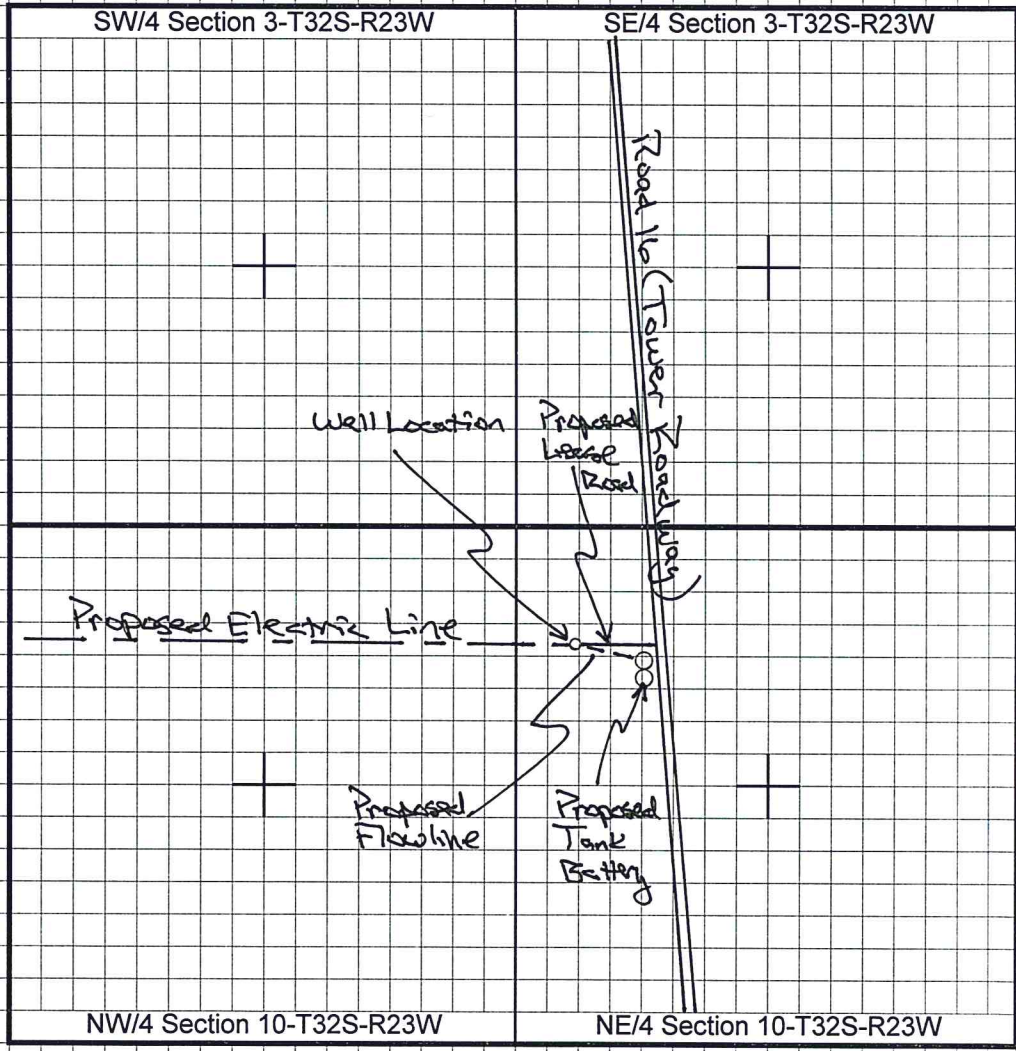 SW/4 Section 3-T32S-R23W
SE/4 Section 3-T32S-R23W
Road 16 (Tower Roadway)
Well Location
Proposed
Lease
Road
Proposed Electric Line
Proposed
Flowline
Proposed
Tank
Battery
NW/4 Section 10-T32S-R23W
NE/4 Section 10-T32S-R23W